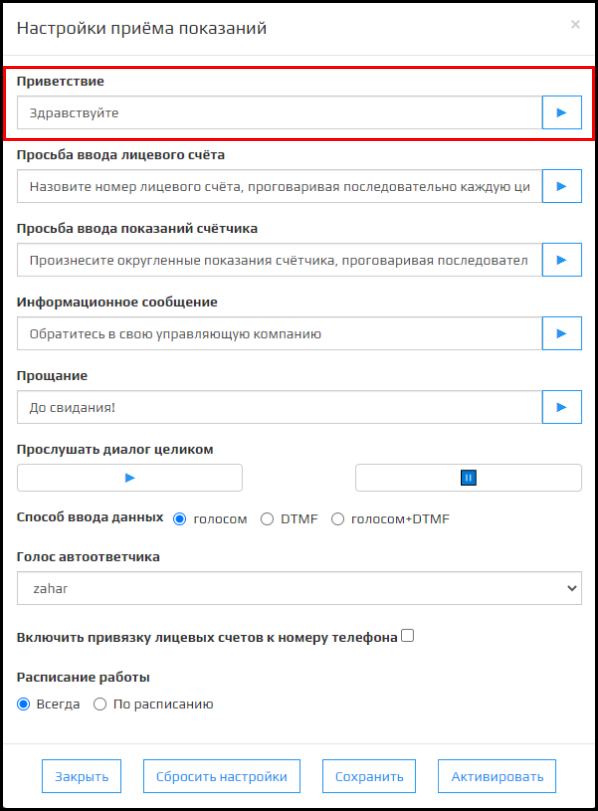 Настройки приёма показаний ×
Приветствие
Здравствуйте
Просьба ввода лицевого счёта
Назовите номер лицевого счёта, проговаривая последовательно каждую ци
Просьба ввода показаний счётчика
Произнесите округленные показания счётчика, проговаривая последовател
Информационное сообщение
Обратитесь в свою управляющую компанию
Прощание
До свидания!
Прослушать диалог целиком
Способ ввода данных голосом DTMF голосом+DTMF
Голос автоответчика
zahar
Включить привязку лицевых счетов к номеру телефона
Расписание работы
Всегда По расписанию
Закрыть Сбросить настройки Сохранить Активировать